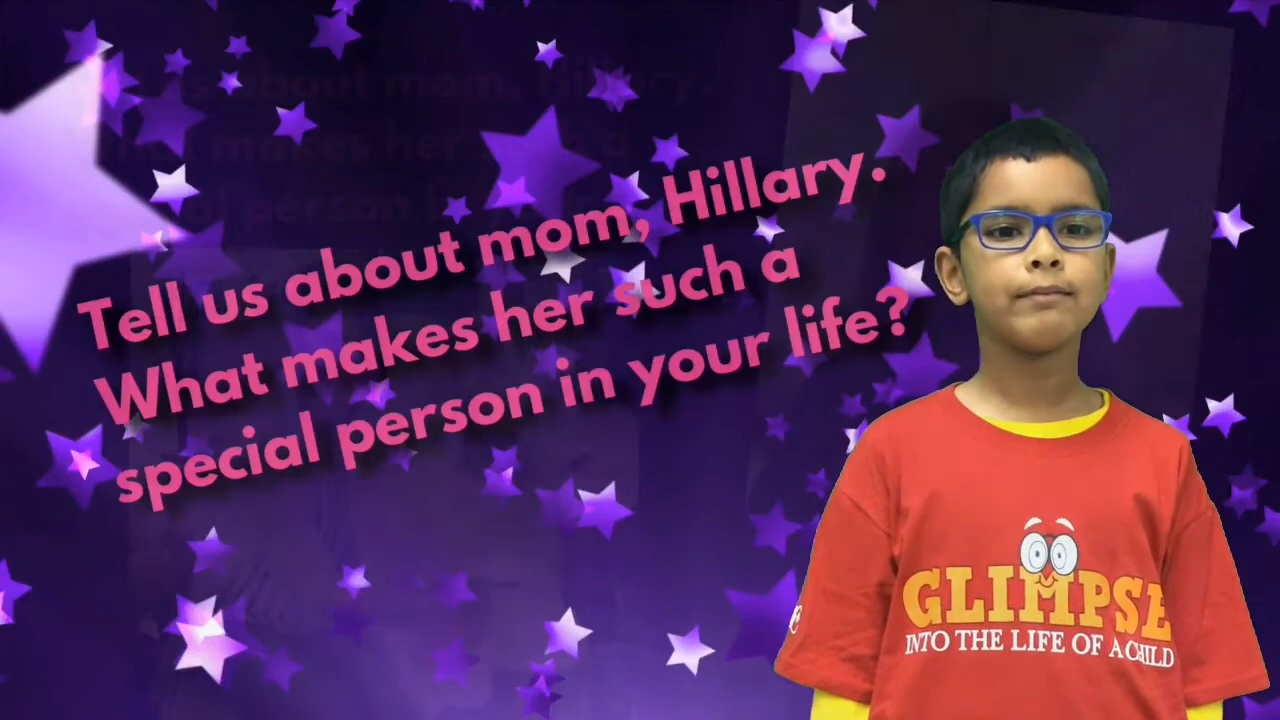 Tell us about mom, Hillary.
What makes her such a
special person in your life?
GLIMPSE
INTO THE LIFE OF A CHILD